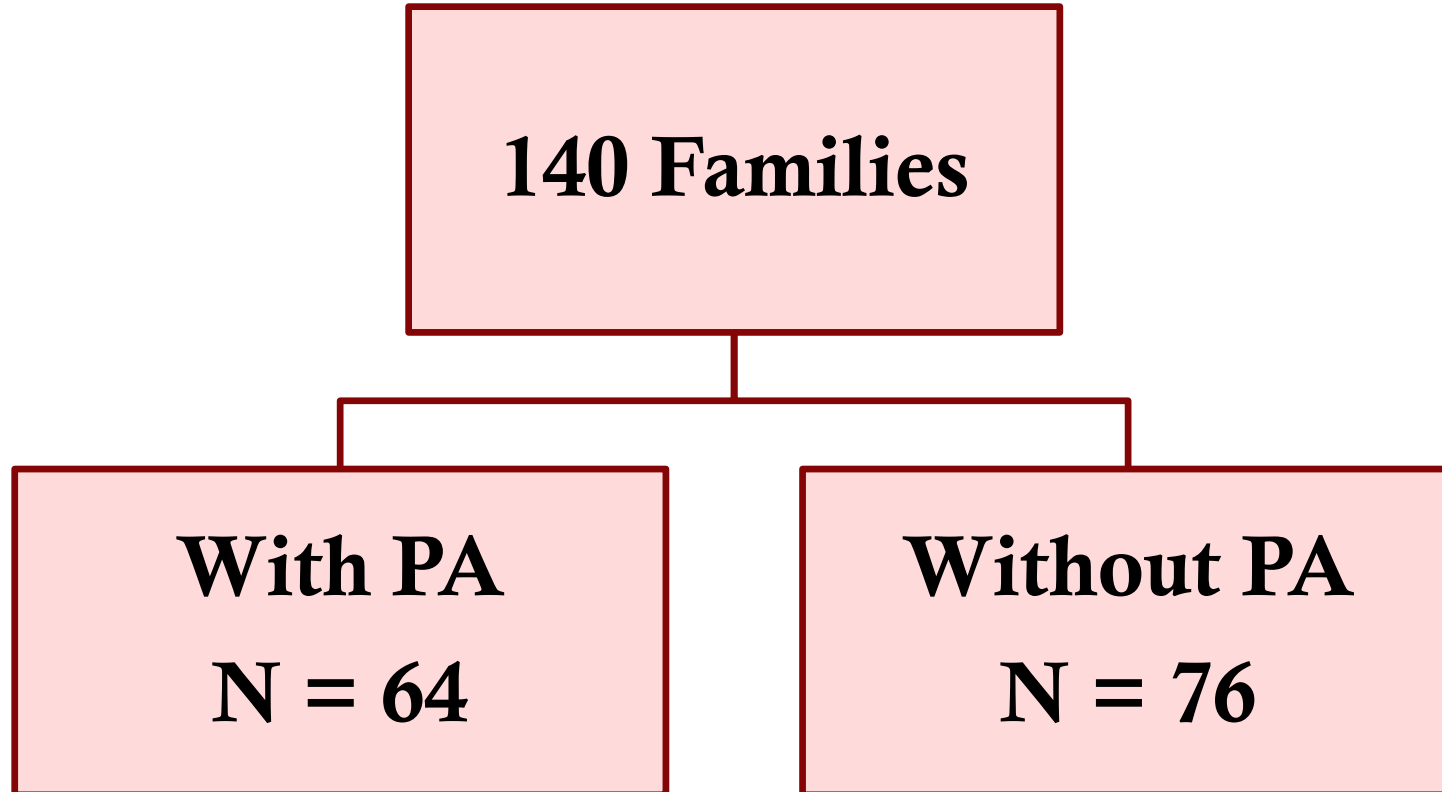 140 Families
With PA
N = 64
Without PA
N = 76